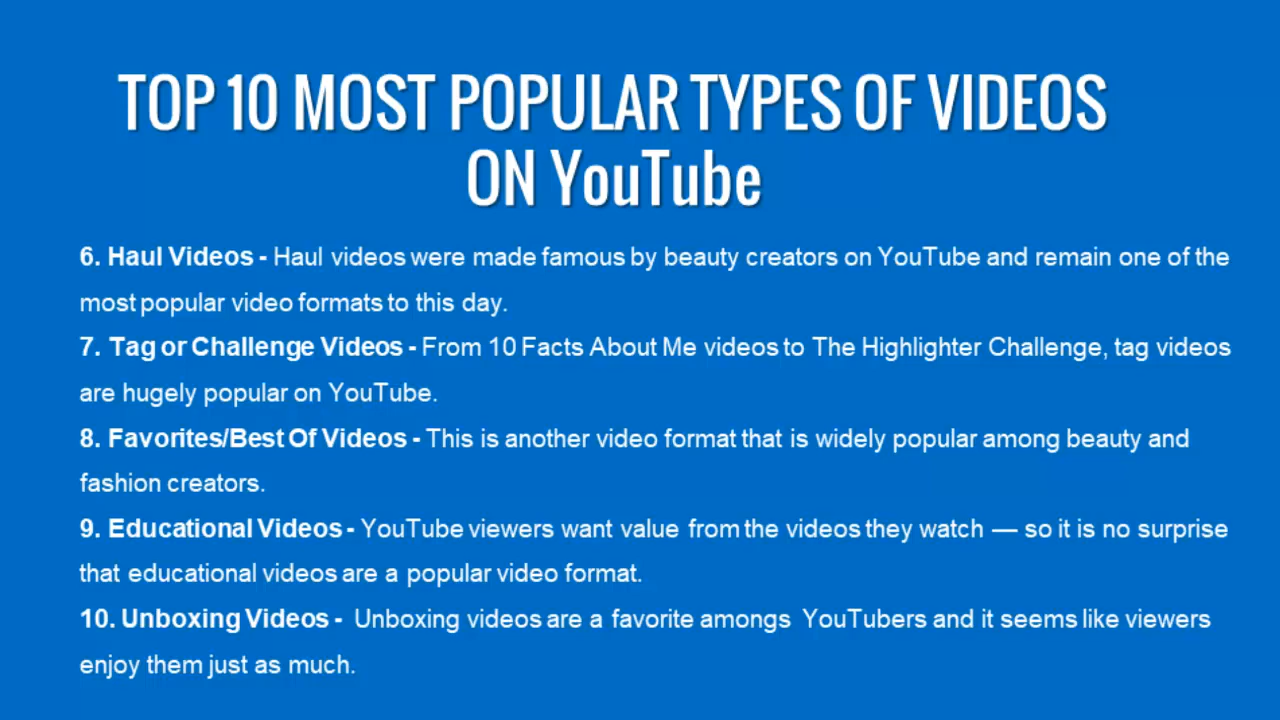 TOP 10 MOST POPULAR TYPES OF VIDEOS
ON YouTube
6. Haul Videos - Haul videos were made famous by beauty creators on YouTube and remain one of the
most popular video formats to this day.
7. Tag or Challenge Videos - From 10 Facts About Me videos to The Highlighter Challenge, tag videos
are hugely popular on YouTube.
8. Favorites/Best Of Videos - This is another video format that is widely popular among beauty and
fashion creators.
9. Educational Videos - YouTube viewers want value from the videos they watch — so it is no surprise
that educational videos are a popular video format.
10. Unboxing Videos - Unboxing videos are a favorite amongs YouTubers and it seems like viewers
enjoy them just as much.